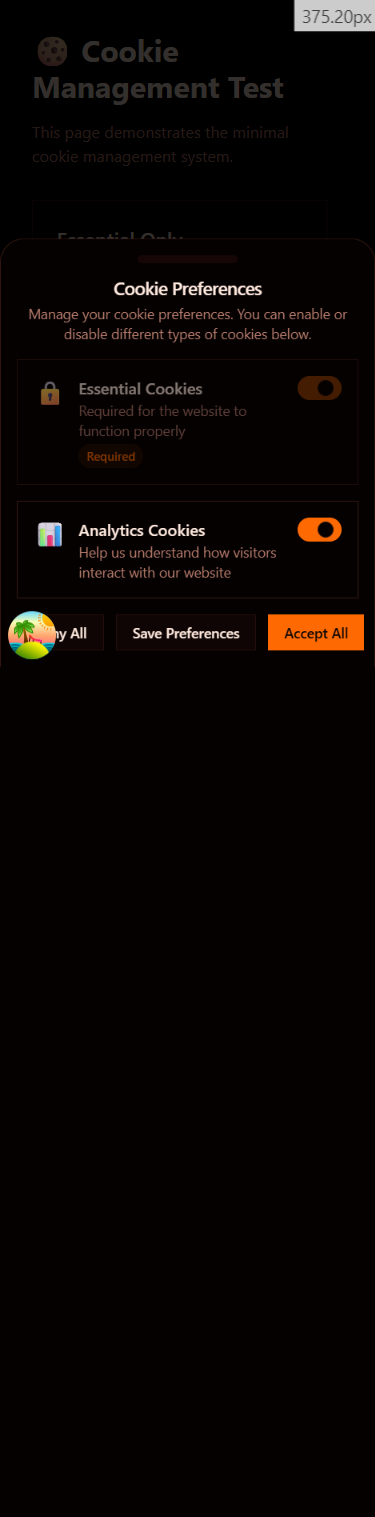 375.20px
Cookie
Management Test
This page demonstrates the minimal
cookie management system.
Essential Only
Cookie Preferences
Manage your cookie preferences. You can enable or
disable different types of cookies below.
Essential Cookies
Required for the website to
function properly
Required
Analytics Cookies
Help us understand how visitors
interact with our website
All
Save Preferences
Accept All